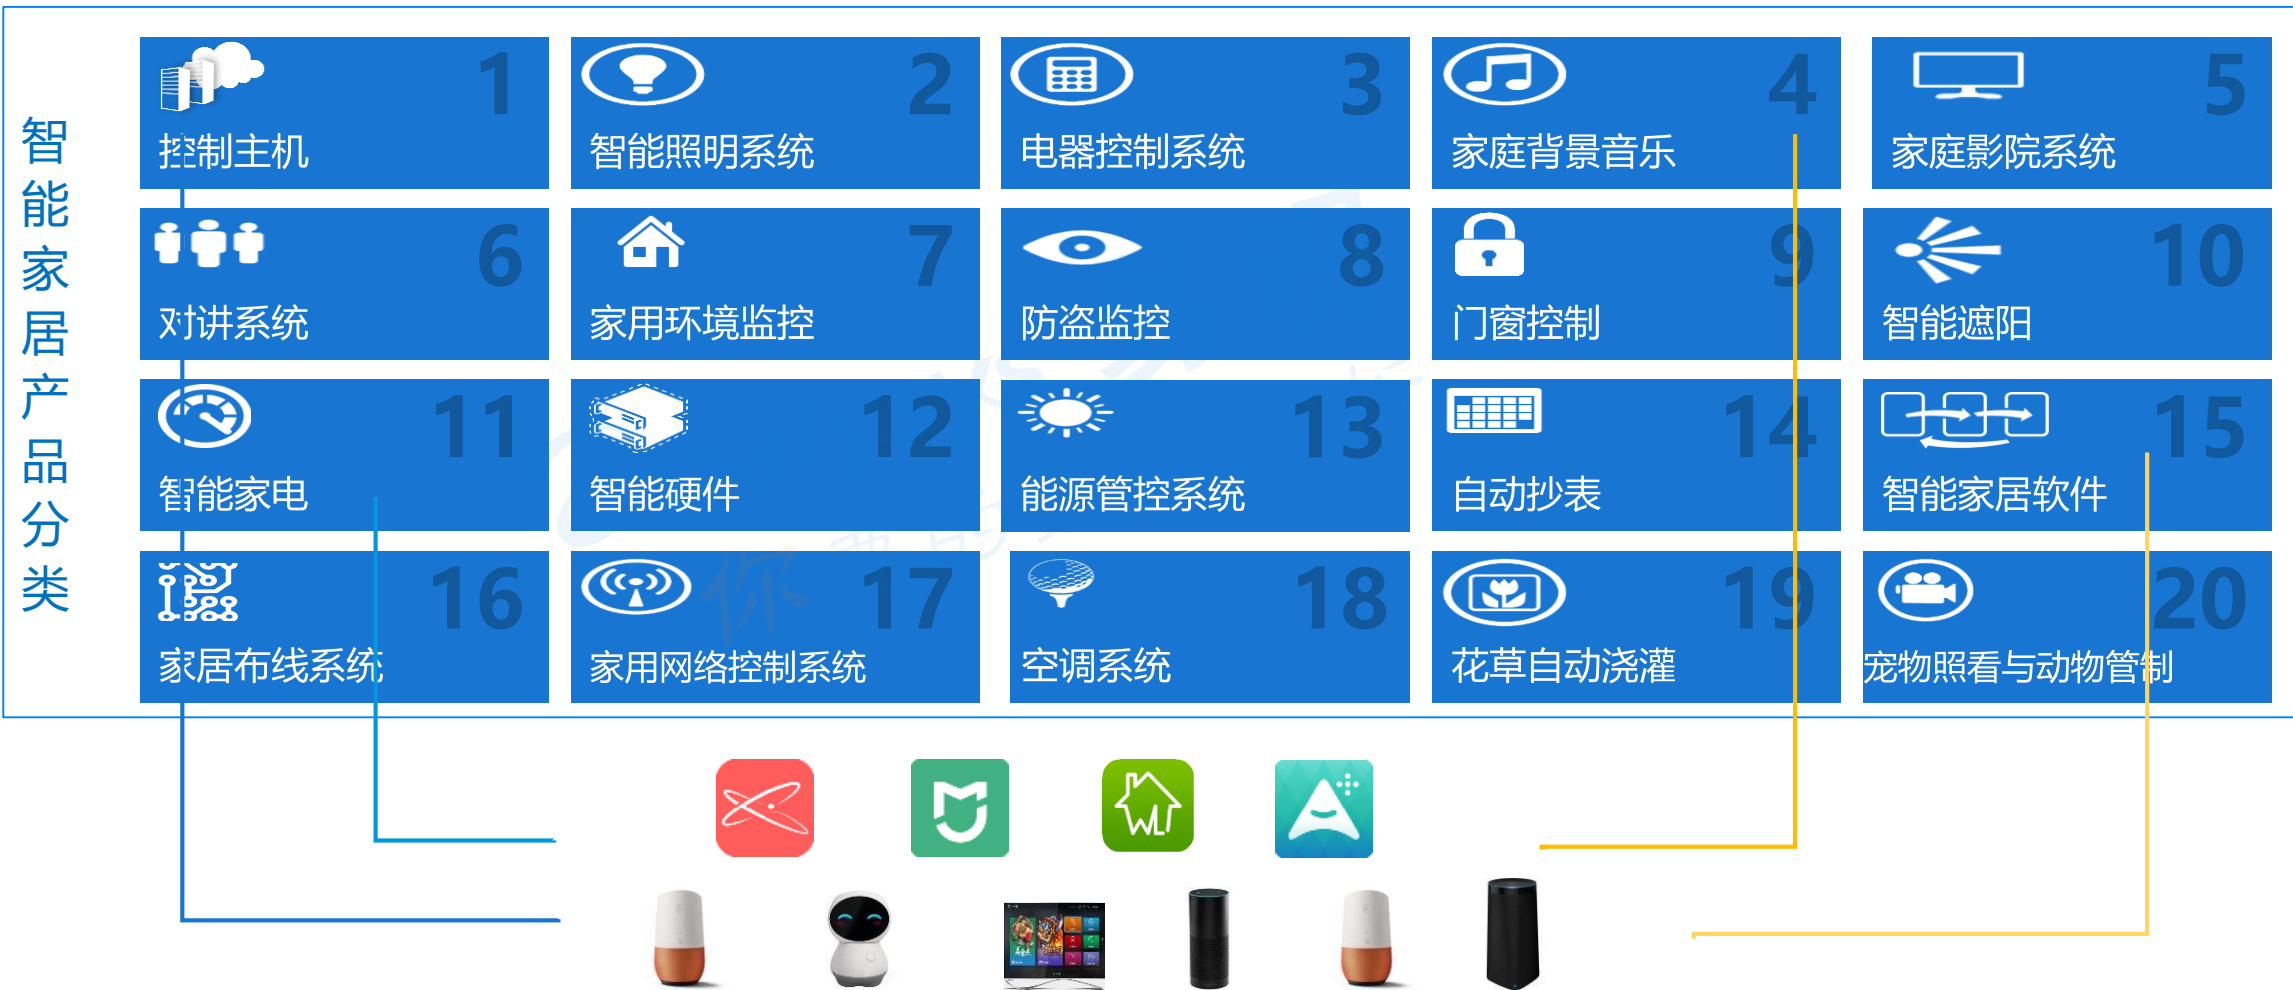 智能家居产品分类
1
控制主机
2
智能照明系统
3
电器控制系统
4
家庭背景音乐
5
家庭影院系统
6
对讲系统
7
家用环境监控
8
防盗监控
9
门窗控制
10
智能遮阳
11
智能家电
12
智能硬件
13
能源管控系统
14
自动抄表
15
智能家居软件
16
家居布线系统
17
家用网络控制系统
18
空调系统
19
花草自动浇灌
20
宠物照看与动物管制